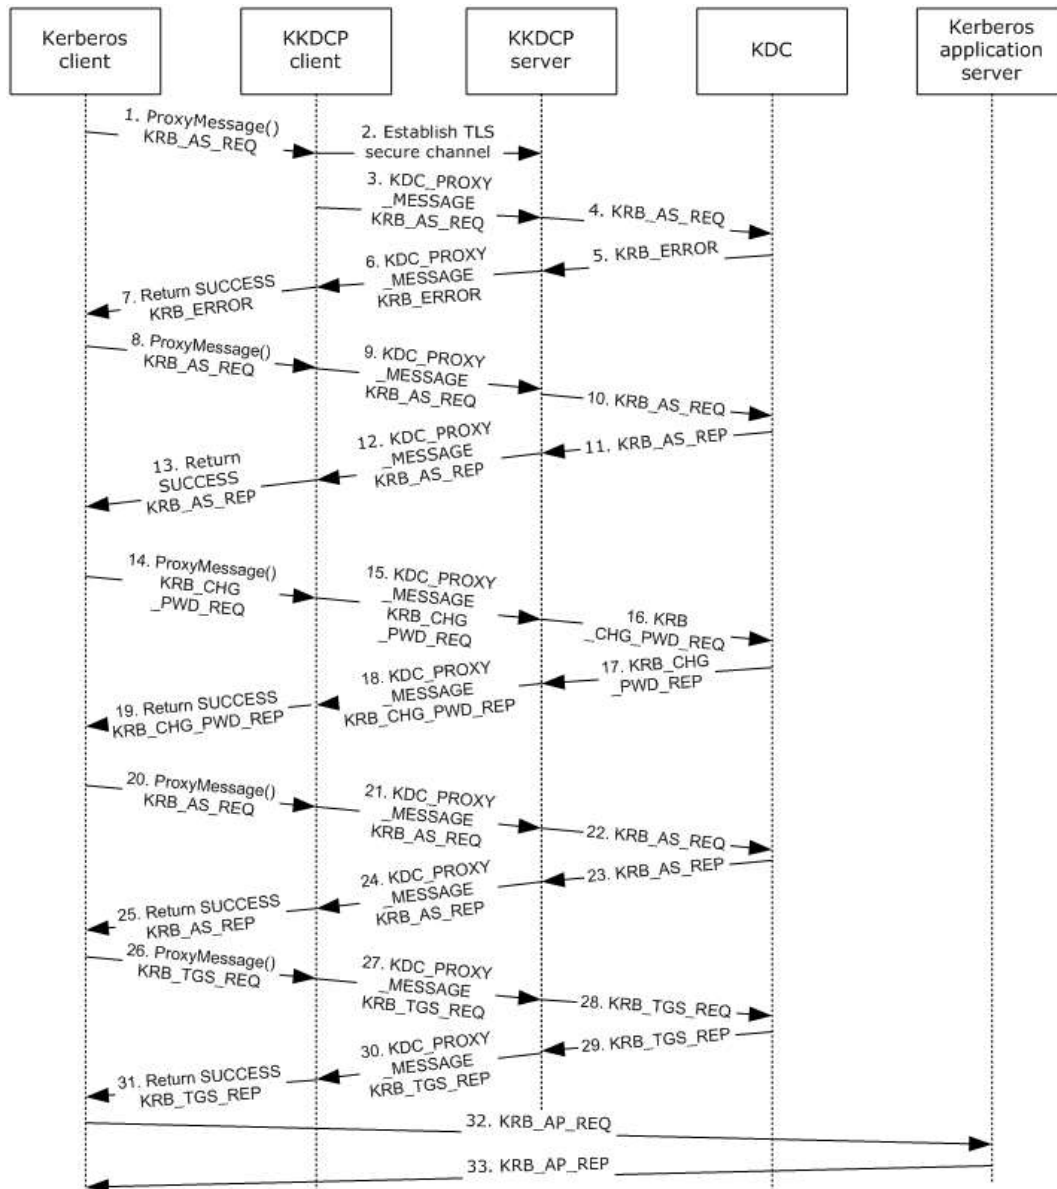 Kerberos
client
KKDCP
client
KKDCP
server
KDC
Kerberos
application
server
1. ProxyMessage()
KRB_AS_REQ
2. Establish TLS
secure channel
3. KDC_PROXY
_MESSAGE
KRB_AS_REQ
4. KRB_AS_REQ
5. KRB_ERROR
6. KDC_PROXY
_MESSAGE
KRB_ERROR
7. Return SUCCESS
KRB_ERROR
8. ProxyMessage()
KRB_AS_REQ
9. KDC_PROXY
_MESSAGE
KRB_AS_REQ
10. KRB_AS_REQ
11. KRB_AS_REP
12. KDC_PROXY
_MESSAGE
KRB_AS_REP
13. Return
SUCCESS
KRB_AS_REP
14. ProxyMessage()
KRB_CHG
_PWD_REQ
15. KDC_PROXY
_MESSAGE
KRB_CHG
_PWD_REQ
16. KRB
_CHG_PWD_REQ
17. KRB_CHG
_PWD_REP
18. KDC_PROXY
_MESSAGE
KRB_CHG_PWD_REP
19. Return SUCCESS
KRB_CHG_PWD_REP
20. ProxyMessage()
KRB_AS_REQ
21. KDC_PROXY
_MESSAGE
KRB_AS_REQ
22. KRB_AS_REQ
23. KRB_AS_REP
24. KDC_PROXY
_MESSAGE
KRB_AS_REP
25. Return SUCCESS
KRB_AS_REP
26. ProxyMessage()
KRB_TGS_REQ
27. KDC_PROXY
_MESSAGE
KRB_TGS_REQ
28. KRB_TGS_REQ
29. KRB_TGS_REP
30. KDC_PROXY
_MESSAGE
KRB_TGS_REP
31. Return SUCCESS
KRB_TGS_REP
32. KRB_AP_REQ
33. KRB_AP_REP